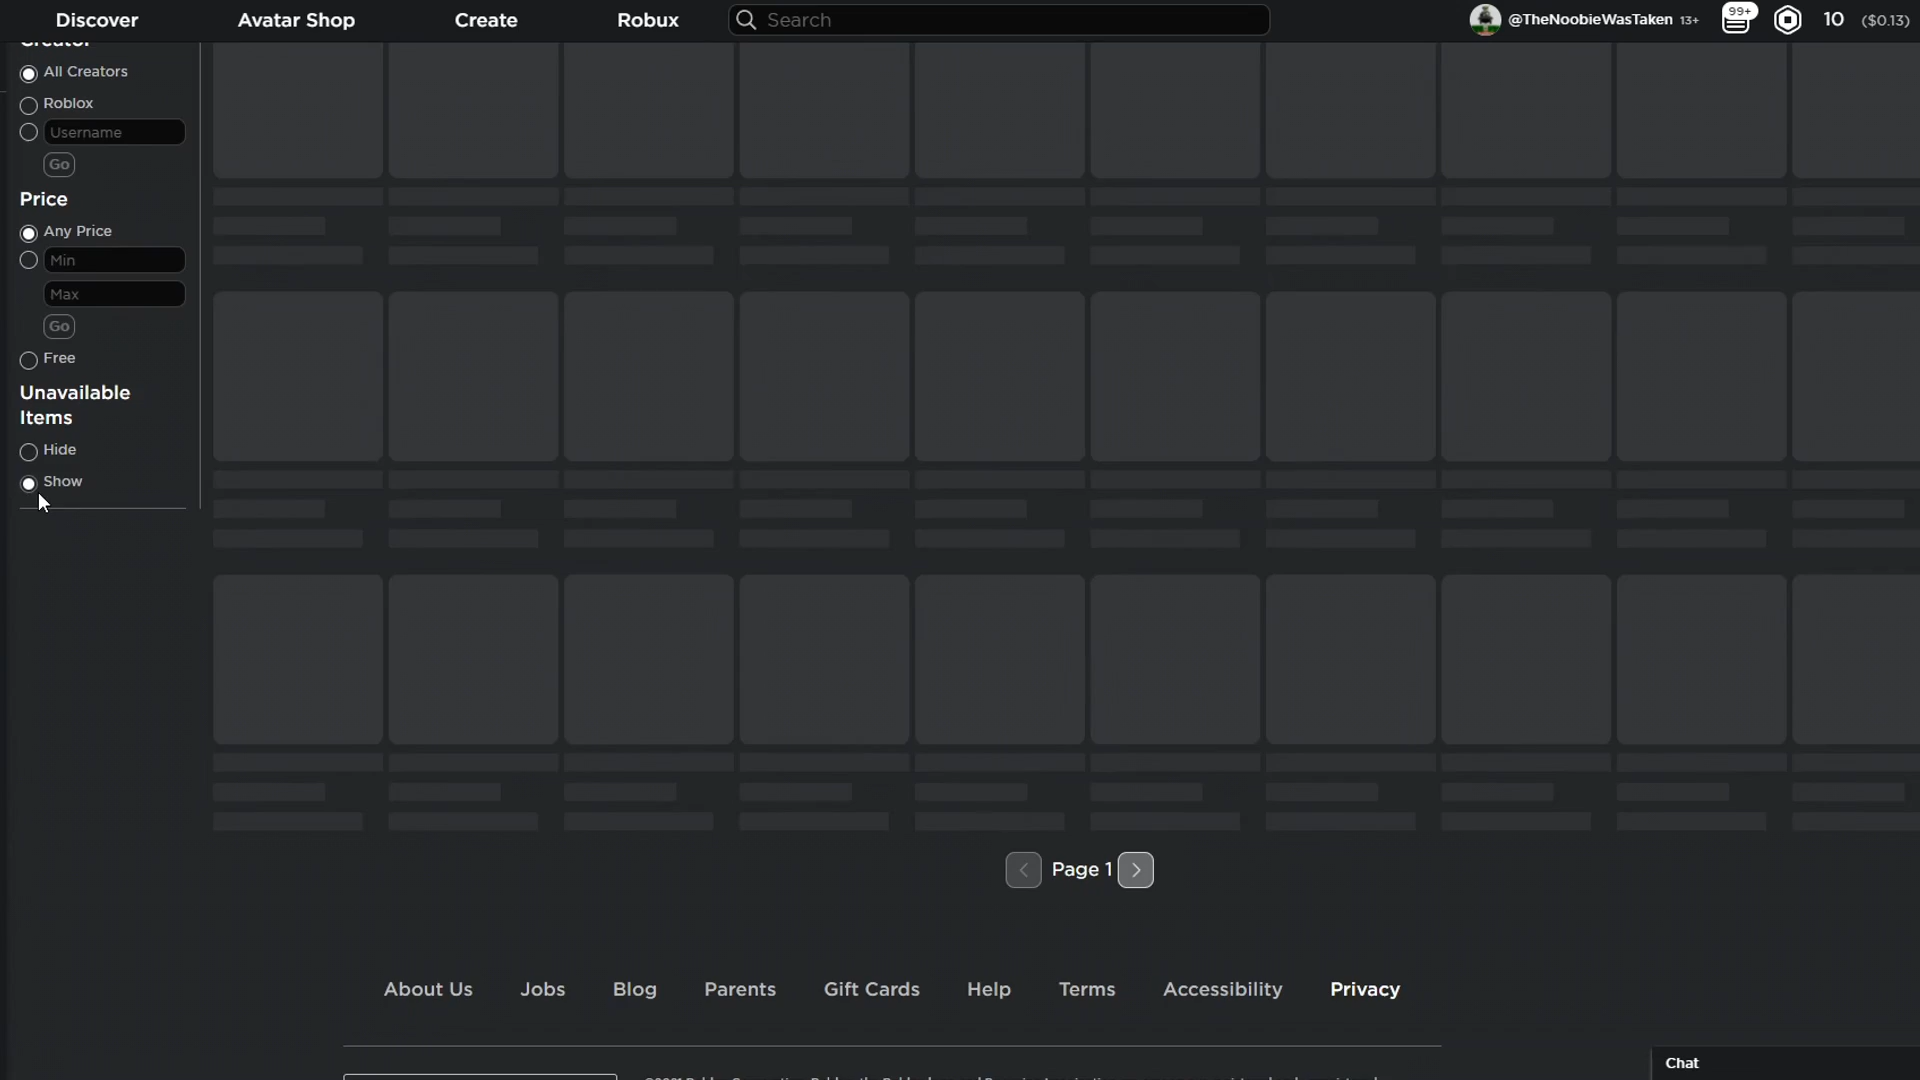 Discover Avatar Shop Create Robux Search @TheNoobieWasTaken 13+ 99+ 10 ($0.13)
Creator
All Creators
Roblox
Username
Go
Price
Any Price
Min
Max
Go
Free
Unavailable
Items
Hide
Show
Page 1
About Us Jobs Blog Parents Gift Cards Help Terms Accessibility Privacy
Chat